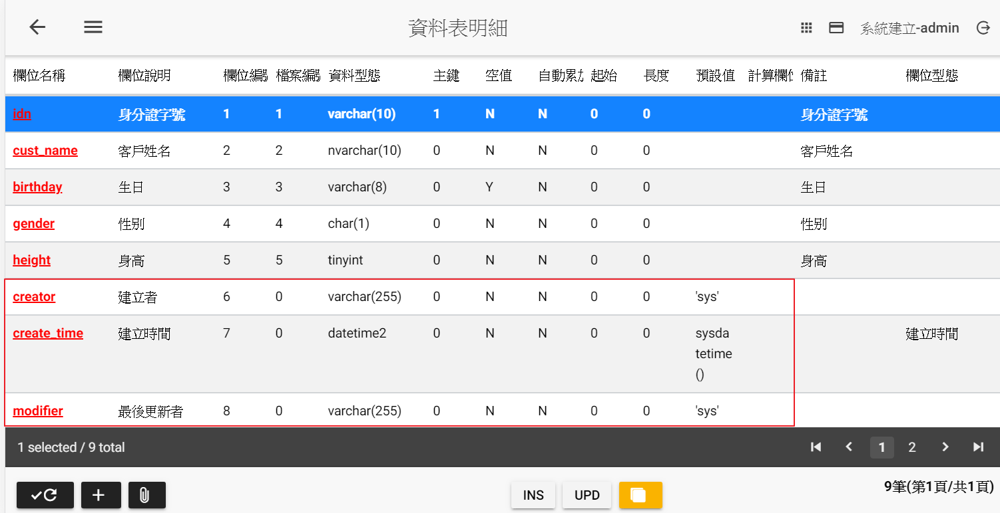 資料表明細
系統建立-admin
欄位名稱 欄位說明 欄位編號 檔案編號 資料型態 主鍵 空值 自動累加 起始 長度 預設值 計算欄位 備註 欄位型態
idn 身分證字號 1 1 varchar(10) 1 N N 0 0 身分證字號
cust_name 客戶姓名 2 2 nvarchar(10) 0 N N 0 0 客戶姓名
birthday 生日 3 3 varchar(8) 0 Y N 0 0 生日
gender 性別 4 4 char(1) 0 N N 0 0 性別
height 身高 5 5 tinyint 0 N N 0 0 身高
creator 建立者 6 0 varchar(255) 0 N N 0 0 'sys'
create_time 建立時間 7 0 datetime2 0 N N 0 0 sysda 建立時間
tetime
()
modifier 最後更新者 8 0 varchar(255) 0 N N 0 0 'sys'
1 selected / 9 total 1 2
INS UPD 9筆(第1頁/共1頁)